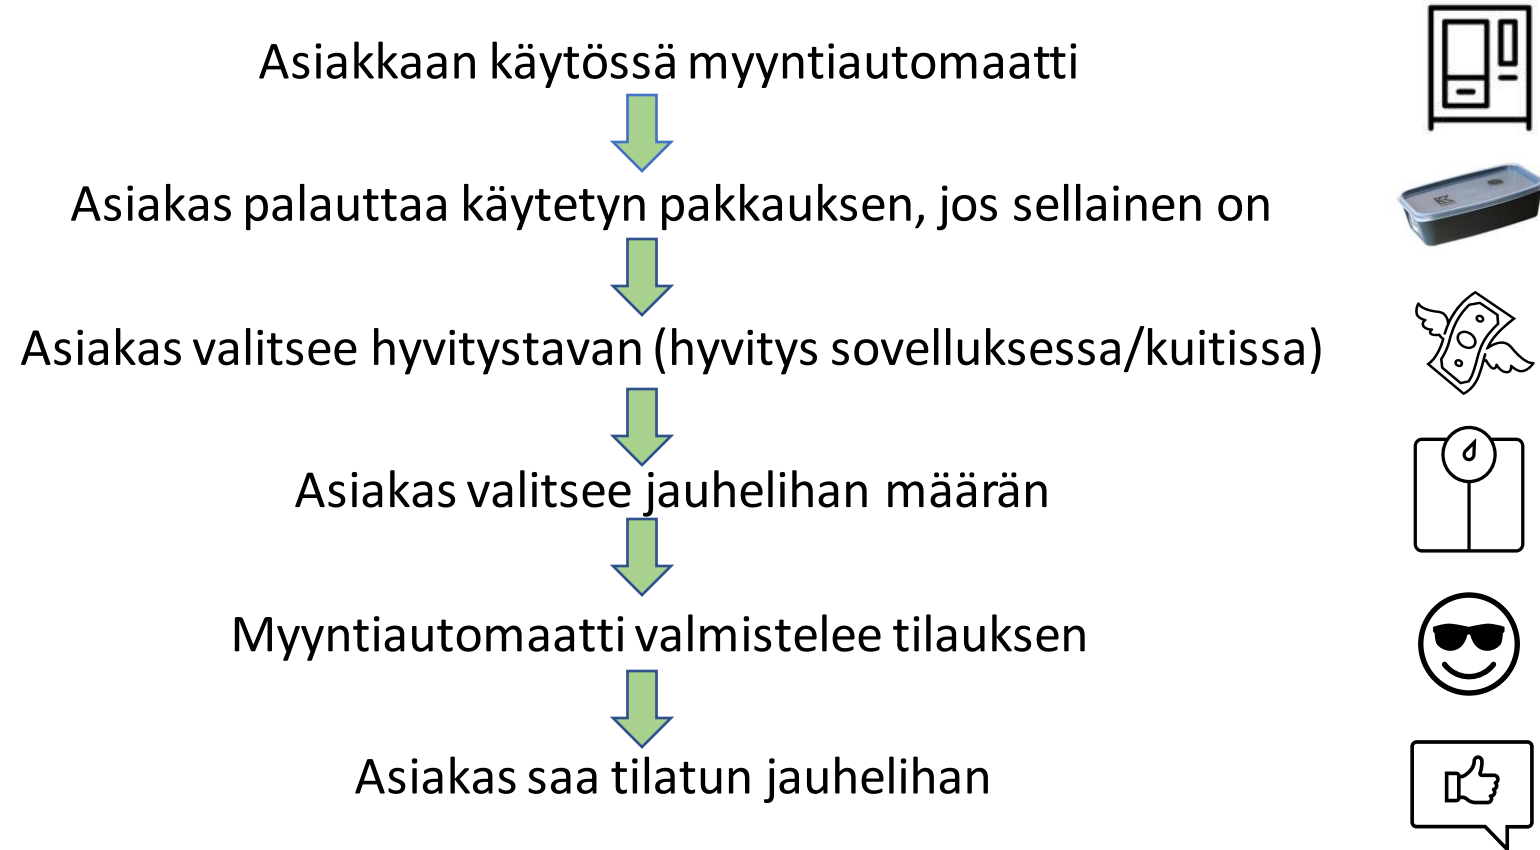 Asiakkaan käytössä myyntiautomaatti
Asiakas palauttaa käytetyn pakkauksen, jos sellainen on
Asiakas valitsee hyvitystavan (hyvitys sovelluksessa/kuitissa)
Asiakas valitsee jauhelihan määrän
Myyntiautomaatti valmistelee tilauksen
Asiakas saa tilatun jauhelihan